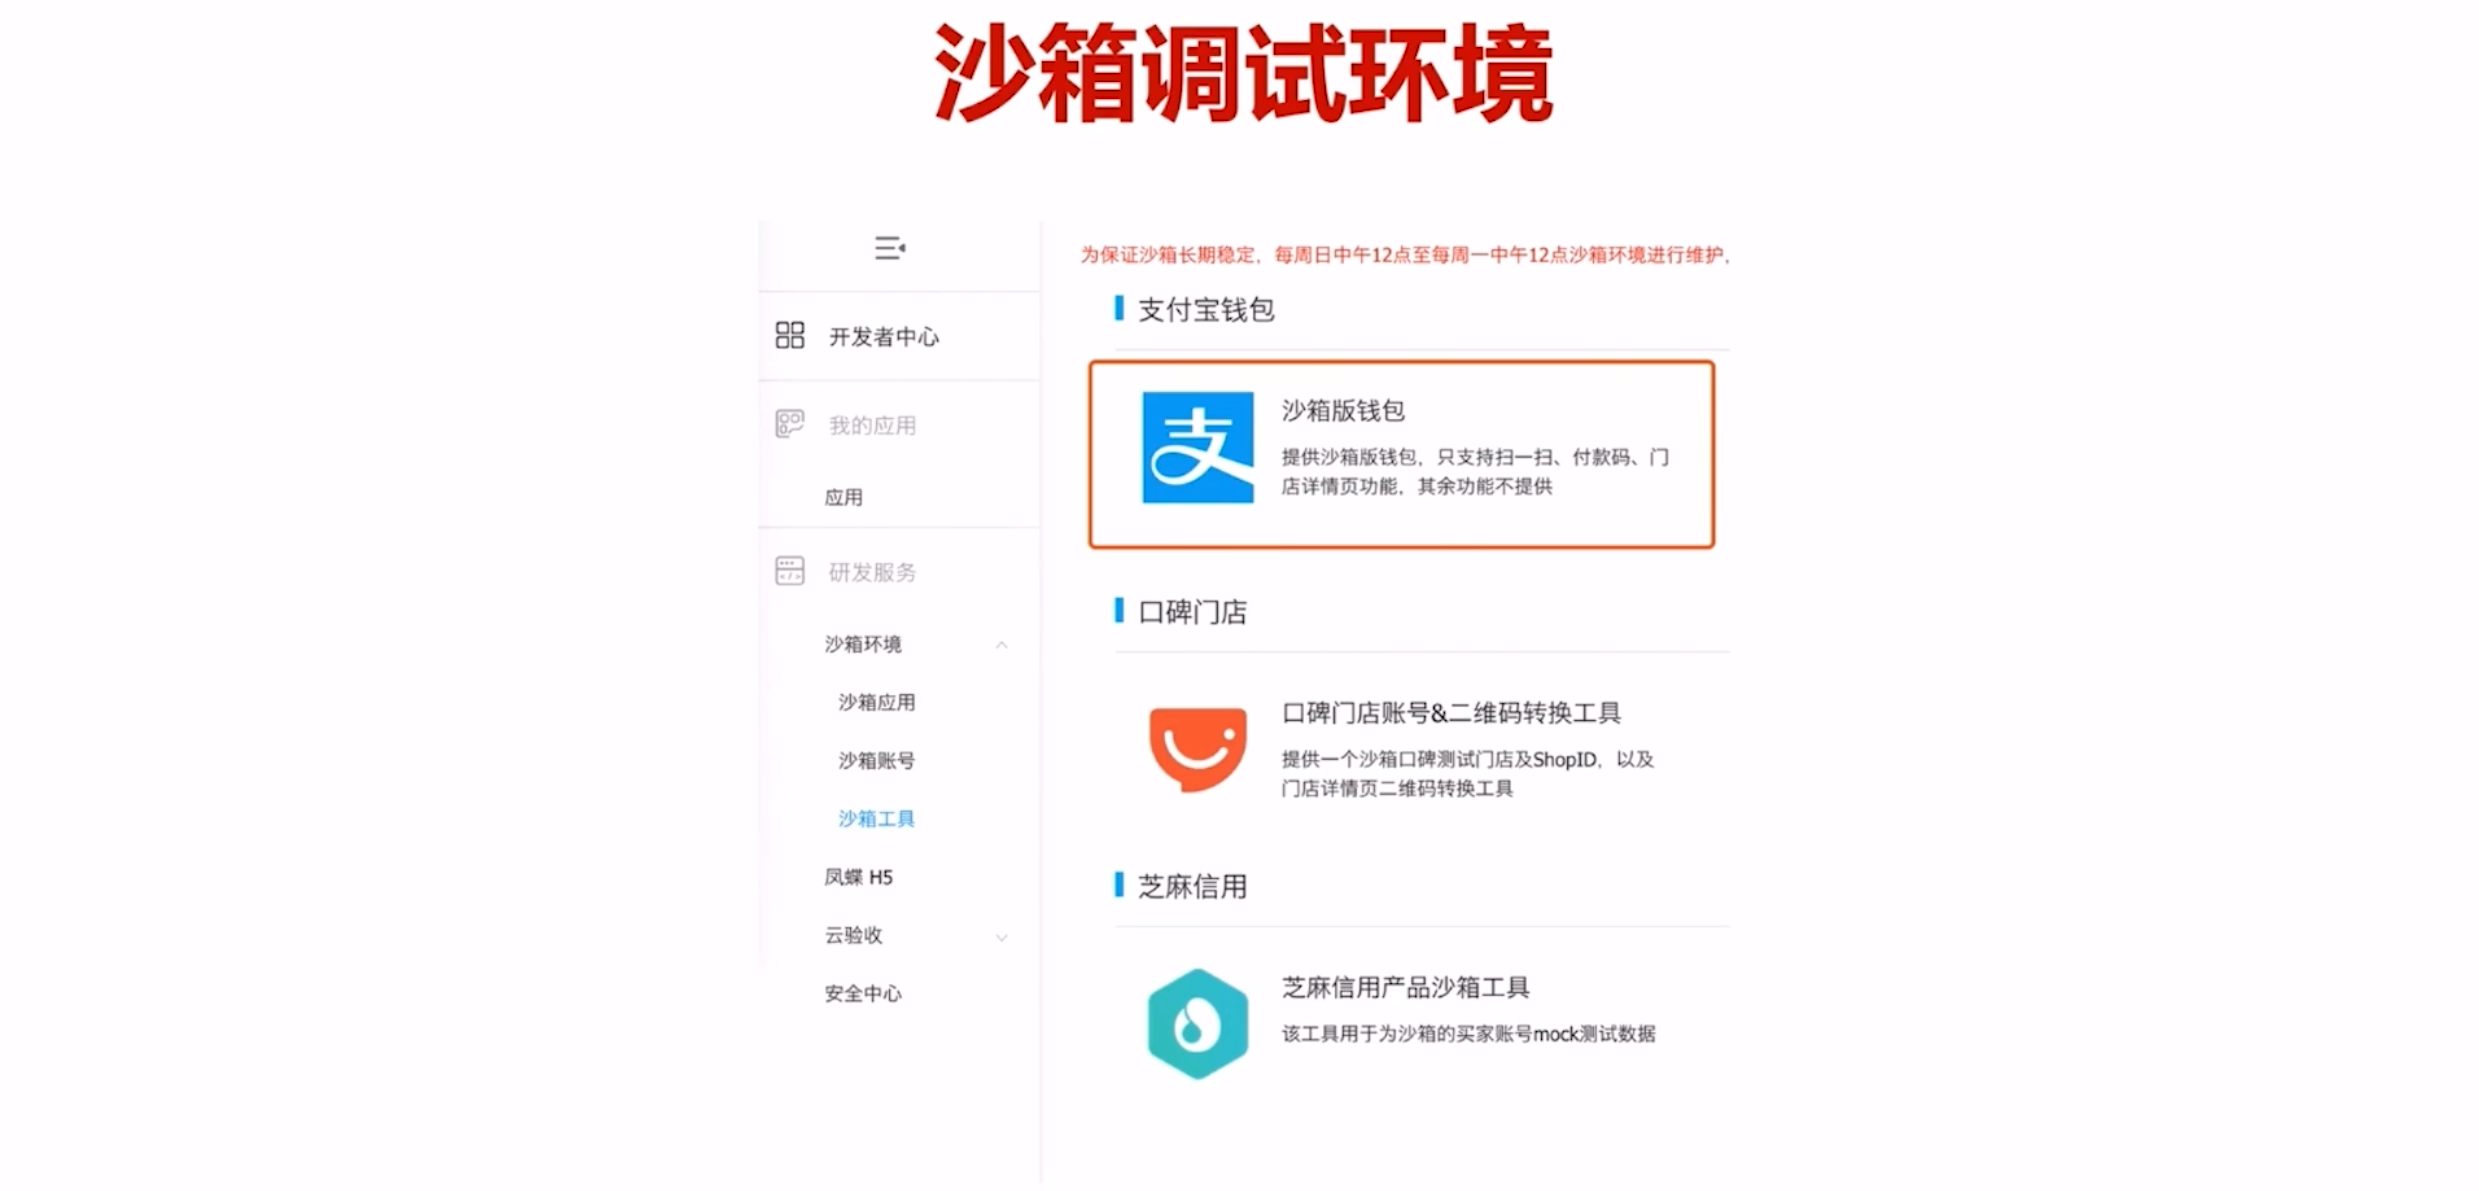 沙箱调试环境
开发者中心
我的应用
应用
研发服务
沙箱环境
沙箱应用
沙箱账号
沙箱工具
凤蝶 H5
云验收
安全中心
为保证沙箱长期稳定，每周日中午12点至每周一中午12点沙箱环境进行维护，
支付宝钱包
支
沙箱版钱包
提供沙箱版钱包，只支持扫一扫、付款码、门
店详情页功能，其余功能不提供
口碑门店
口碑门店账号&二维码转换工具
提供一个沙箱口碑测试门店及ShopID，以及
门店详情页二维码转换工具
芝麻信用
芝麻信用产品沙箱工具
该工具用于为沙箱的买家账号mock测试数据